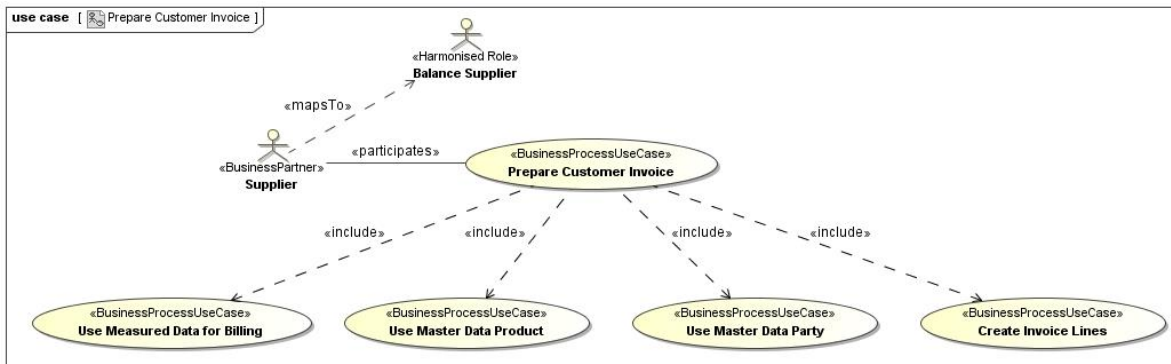 use case [ Prepare Customer Invoice ]
«Harmonised Role»
Balance Supplier
«mapsTo»
«BusinessPartner»
Supplier
«participates»
«BusinessProcessUseCase»
Prepare Customer Invoice
«include»
«include»
«include»
«include»
«BusinessProcessUseCase»
Use Measured Data for Billing
«BusinessProcessUseCase»
Use Master Data Product
«BusinessProcessUseCase»
Use Master Data Party
«BusinessProcessUseCase»
Create Invoice Lines